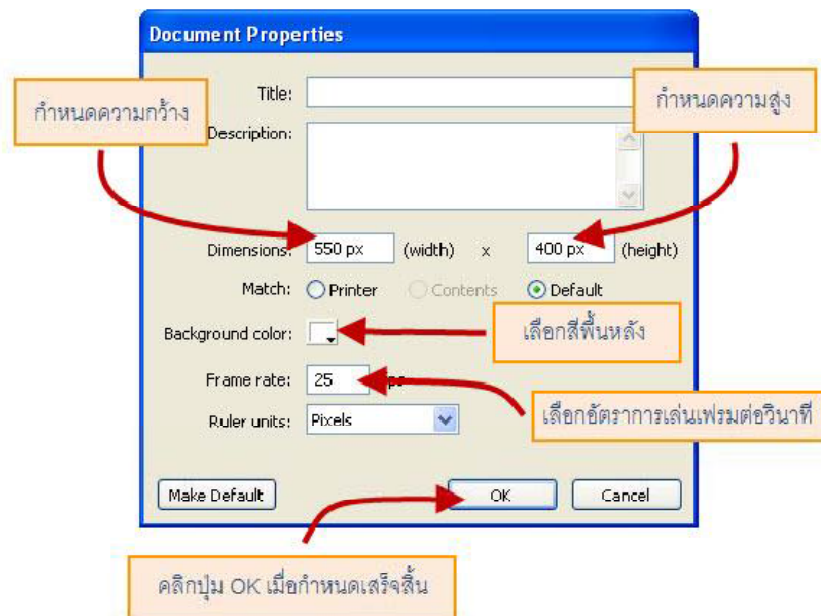 Document Properties
Title:
กำหนดความกว้าง
กำหนดความสูง
Description:
Dimensions: 550 px (width) x 400 px (height)
Match: Printer Contents Default
Background color:
เลือกสีพื้นหลัง
Frame rate: 25
เลือกอัตราการเล่นเฟรมต่อวินาที
Ruler units: Pixels
Make Default OK Cancel
คลิกปุ่ม OK เมื่อกำหนดเสร็จสิ้น